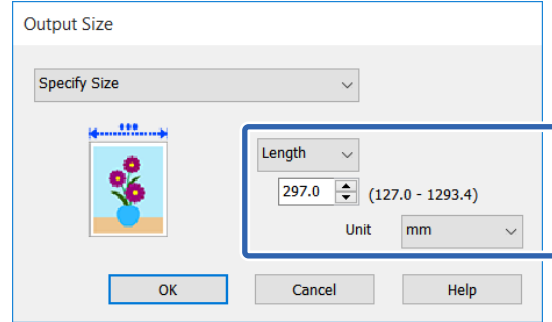 Output Size
Specify Size
Length
297.0 (127.0 - 1293.4)
Unit mm
OK Cancel Help